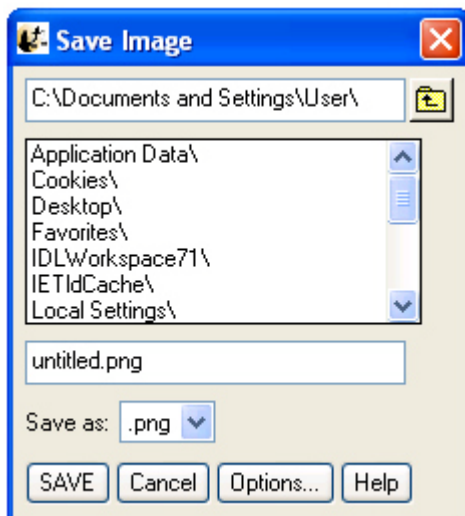 Save Image
C:\Documents and Settings\User\
Application Data\
Cookies\
Desktop\
Favorites\
IDLWorkspace71\
IETldCache\
Local Settings\
untitled.png
Save as: .png
SAVE Cancel Options... Help